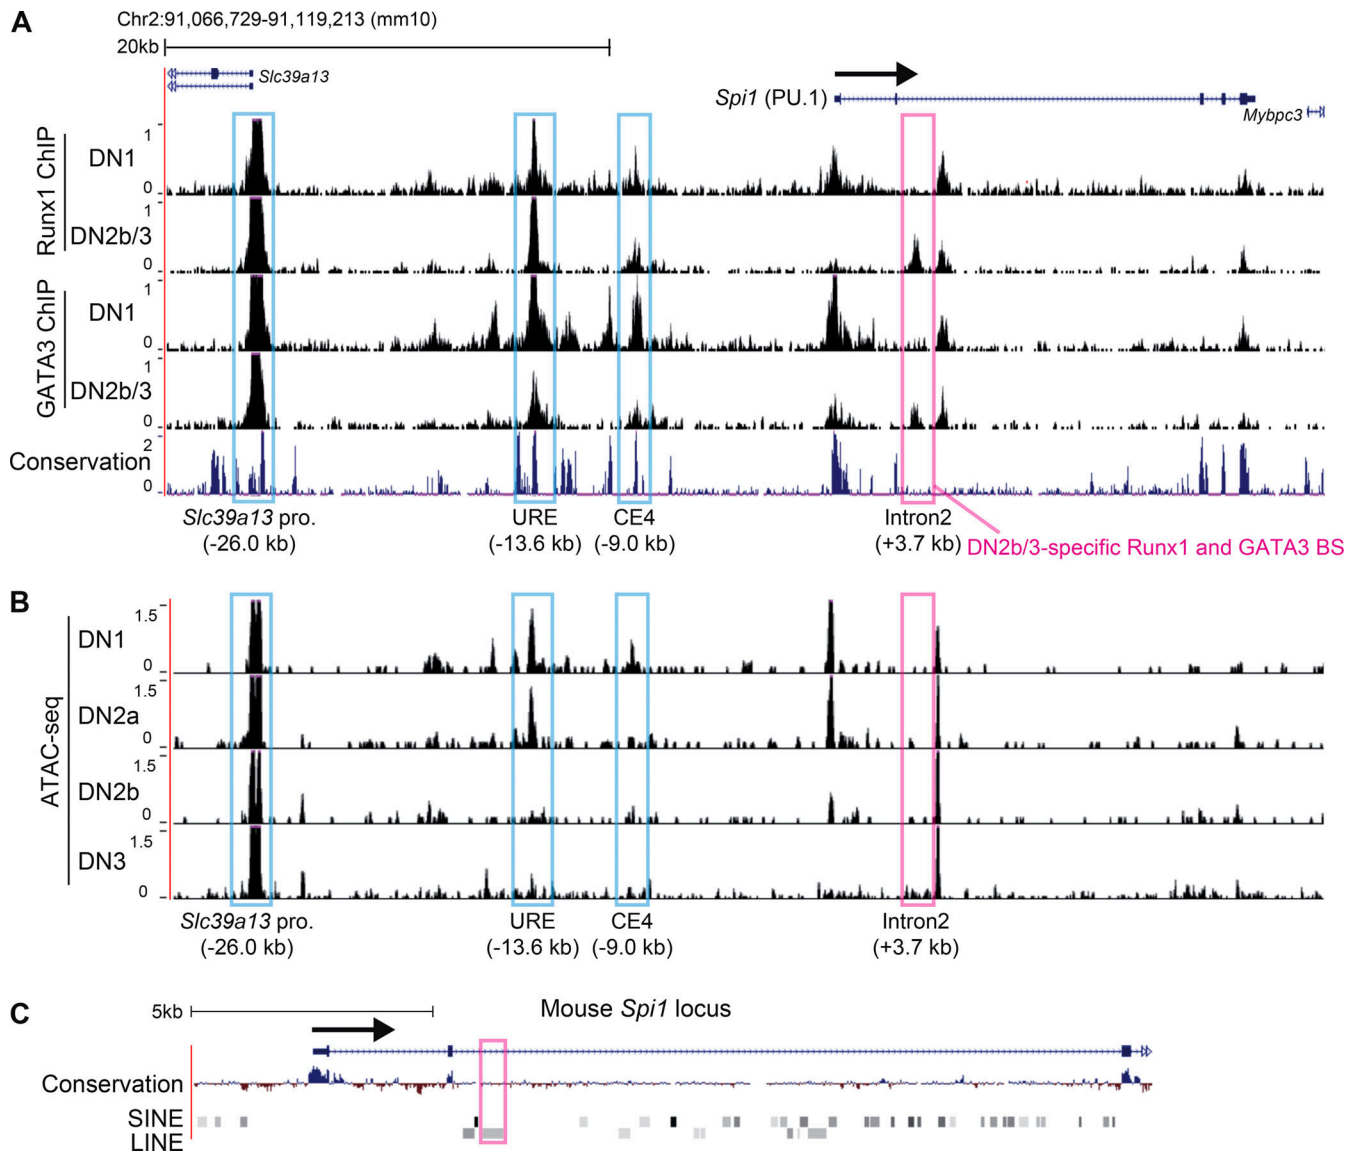 A
Chr2:91,066,729-91,119,213 (mm10)
20kb
Slc39a13
Spi1 (PU.1)
Mybpc3
Runx1 ChIP
DN1
1
0
DN2b/3
1
0
GATA3 ChIP
DN1
1
0
DN2b/3
1
0
Conservation
2
0
Slc39a13 pro.
(-26.0 kb)
URE
(-13.6 kb)
CE4
(-9.0 kb)
Intron2
(+3.7 kb)
DN2b/3-specific Runx1 and GATA3 BS
B
ATAC-seq
DN1
1.5
0
DN2a
1.5
0
DN2b
1.5
0
DN3
1.5
0
Slc39a13 pro.
(-26.0 kb)
URE
(-13.6 kb)
CE4
(-9.0 kb)
Intron2
(+3.7 kb)
C
5kb
Mouse Spi1 locus
Conservation
SINE
LINE